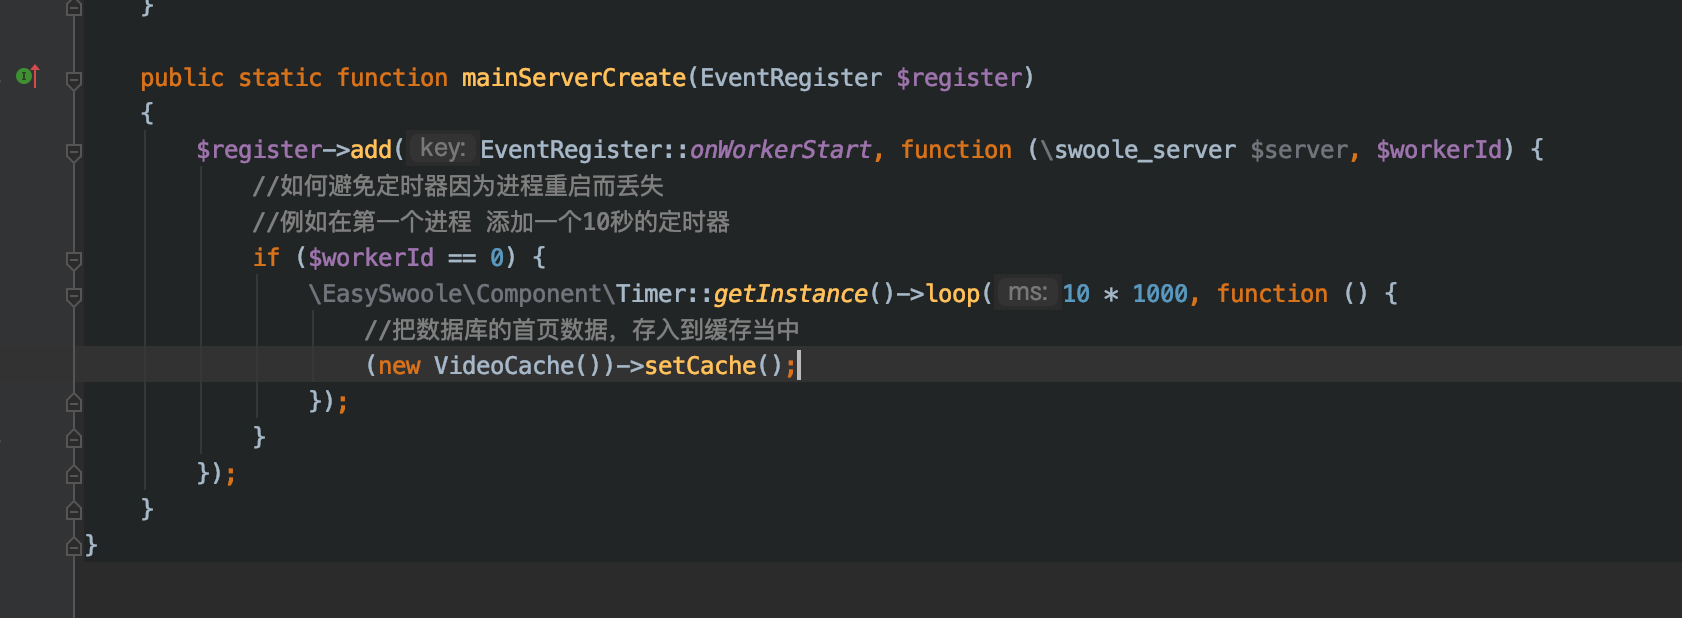 }
public static function mainServerCreate(EventRegister $register)
{
$register->add( key: EventRegister::onWorkerStart, function (\swoole_server $server, $workerId) {
//如何避免定时器因为进程重启而丢失
//例如在第一个进程 添加一个10秒的定时器
if ($workerId == 0) {
\EasySwoole\Component\Timer::getInstance()->loop( ms: 10 * 1000, function () {
//把数据库的首页数据，存入到缓存当中
(new VideoCache())->setCache();
});
}
});
}
}